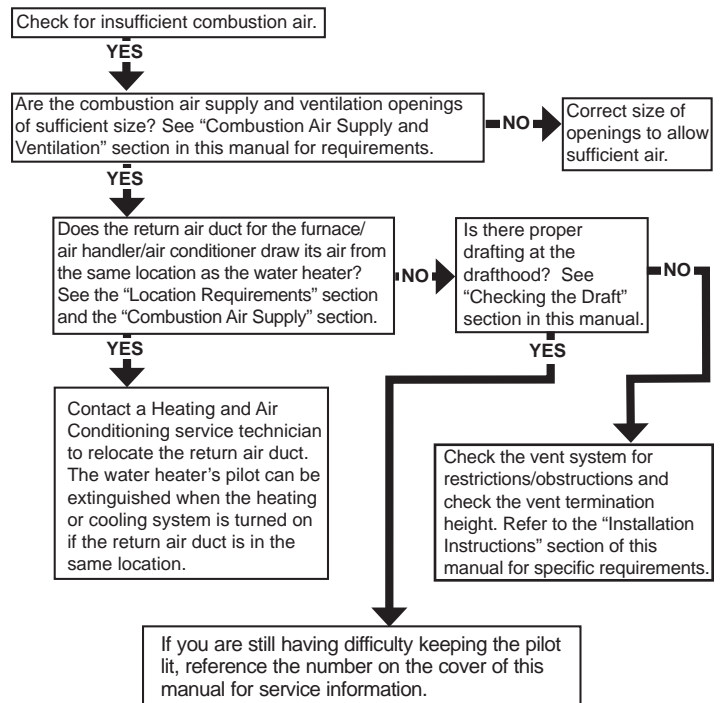 Check for insufficient combustion air.
YES
Are the combustion air supply and ventilation openings
of sufficient size? See “Combustion Air Supply and
Ventilation” section in this manual for requirements.
NO
Correct size of
openings to allow
sufficient air.
YES
Does the return air duct for the furnace/
air handler/air conditioner draw its air from
the same location as the water heater?
See the “Location Requirements” section
and the “Combustion Air Supply” section.
NO
Is there proper
drafting at the
drafthood? See
“Checking the Draft”
section in this manual.
NO
YES
YES
Contact a Heating and Air
Conditioning service technician
to relocate the return air duct.
The water heater’s pilot can be
extinguished when the heating
or cooling system is turned on
if the return air duct is in the
same location.
Check the vent system for
restrictions/obstructions and
check the vent termination
height. Refer to the “Installation
Instructions” section of this
manual for specific requirements.
If you are still having difficulty keeping the pilot
lit, reference the number on the cover of this
manual for service information.